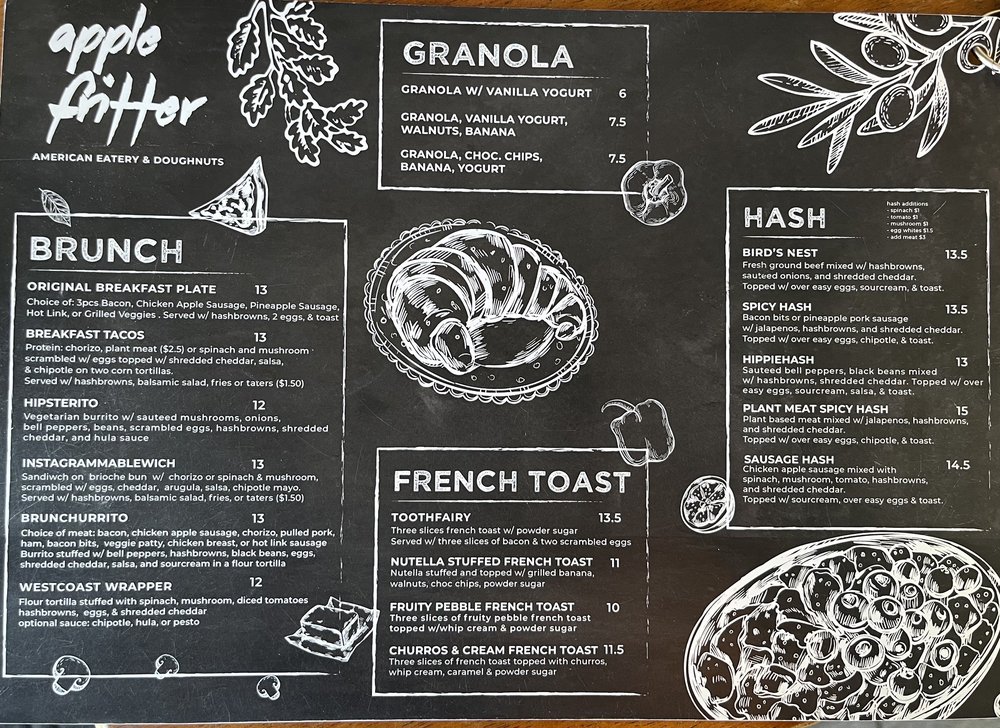 apple
fritter
AMERICAN EATERY & DOUGHNUTS
BRUNCH
ORIGINAL BREAKFAST PLATE 13
Choice of: 3pcs Bacon, Chicken Apple Sausage, Pineapple Sausage,
Hot Link, or Grilled Veggies . Served w/ hashbrowns, 2 eggs, & toast
BREAKFAST TACOS 13
Protein: chorizo, plant meat ($2.5) or spinach and mushroom
scrambled w/ eggs topped w/ shredded cheddar, salsa,
& chipotle on two corn tortillas.
Served w/ hashbrowns, balsamic salad, fries or taters ($1.50)
HIPSTERITO 12
Vegetarian burrito w/ sauteed mushrooms, onions,
bell peppers, beans, scrambled eggs, hashbrowns, shredded
cheddar, and hula sauce
INSTAGRAMMABLEWICH 13
Sandiwch on brioche bun w/ chorizo or spinach & mushroom,
scrambled w/ eggs, cheddar, arugula, salsa, chipotle mayo.
Served w/ hashbrowns, balsamic salad, fries, or taters ($1.50)
BRUNCHURRITO 13
Choice of meat: bacon, chicken apple sausage, chorizo, pulled pork,
ham, bacon bits, veggie patty, chicken breast, or hot link sausage
Burrito stuffed w/ bell peppers, hashbrowns, black beans, eggs,
shredded cheddar, salsa, and sourcream in a flour tortilla
WESTCOAST WRAPPER 12
Flour tortilla stuffed with spinach, mushroom, diced tomatoes
hashbrowns, eggs, & shredded cheddar
optional sauce: chipotle, hula, or pesto
GRANOLA
GRANOLA W/ VANILLA YOGURT 6
GRANOLA, VANILLA YOGURT, 7.5
WALNUTS, BANANA
GRANOLA, CHOC. CHIPS, 7.5
BANANA, YOGURT
FRENCH TOAST
TOOTHFAIRY 13.5
Three slices french toast w/ powder sugar
Served w/ three slices of bacon & two scrambled eggs
NUTELLA STUFFED FRENCH TOAST 11
Nutella stuffed and topped w/ grilled banana,
walnuts, choc chips, powder sugar
FRUITY PEBBLE FRENCH TOAST 10
Three slices of fruity pebble french toast
topped w/whip cream & powder sugar
CHURROS & CREAM FRENCH TOAST 11.5
Three slices of french toast topped with churros,
whip cream, caramel & powder sugar
HASH
hash additions
- spinach $1
- tomato $1
- mushroom $1
- egg whites $1.5
- add meat $3
BIRD'S NEST 13.5
Fresh ground beef mixed w/ hashbrowns,
sauteed onions, and shredded cheddar.
Topped w/ over easy eggs, sourcream, & toast.
SPICY HASH 13.5
Bacon bits or pineapple pork sausage
w/ jalapenos, hashbrowns, and shredded cheddar.
Topped w/ over easy eggs, chipotle, & toast.
HIPPIEHASH 13
Sauteed bell peppers, black beans mixed
w/ hashbrowns, shredded cheddar. Topped w/ over
easy eggs, sourcream, salsa, & toast.
PLANT MEAT SPICY HASH 15
Plant based meat mixed w/ jalapenos, hashbrowns,
and shredded cheddar.
Topped w/ over easy eggs, chipotle, & toast.
SAUSAGE HASH 14.5
Chicken apple sausage mixed with
spinach, mushroom, tomato, hashbrowns,
and shredded cheddar.
Topped w/ sourcream, over easy eggs & toast.